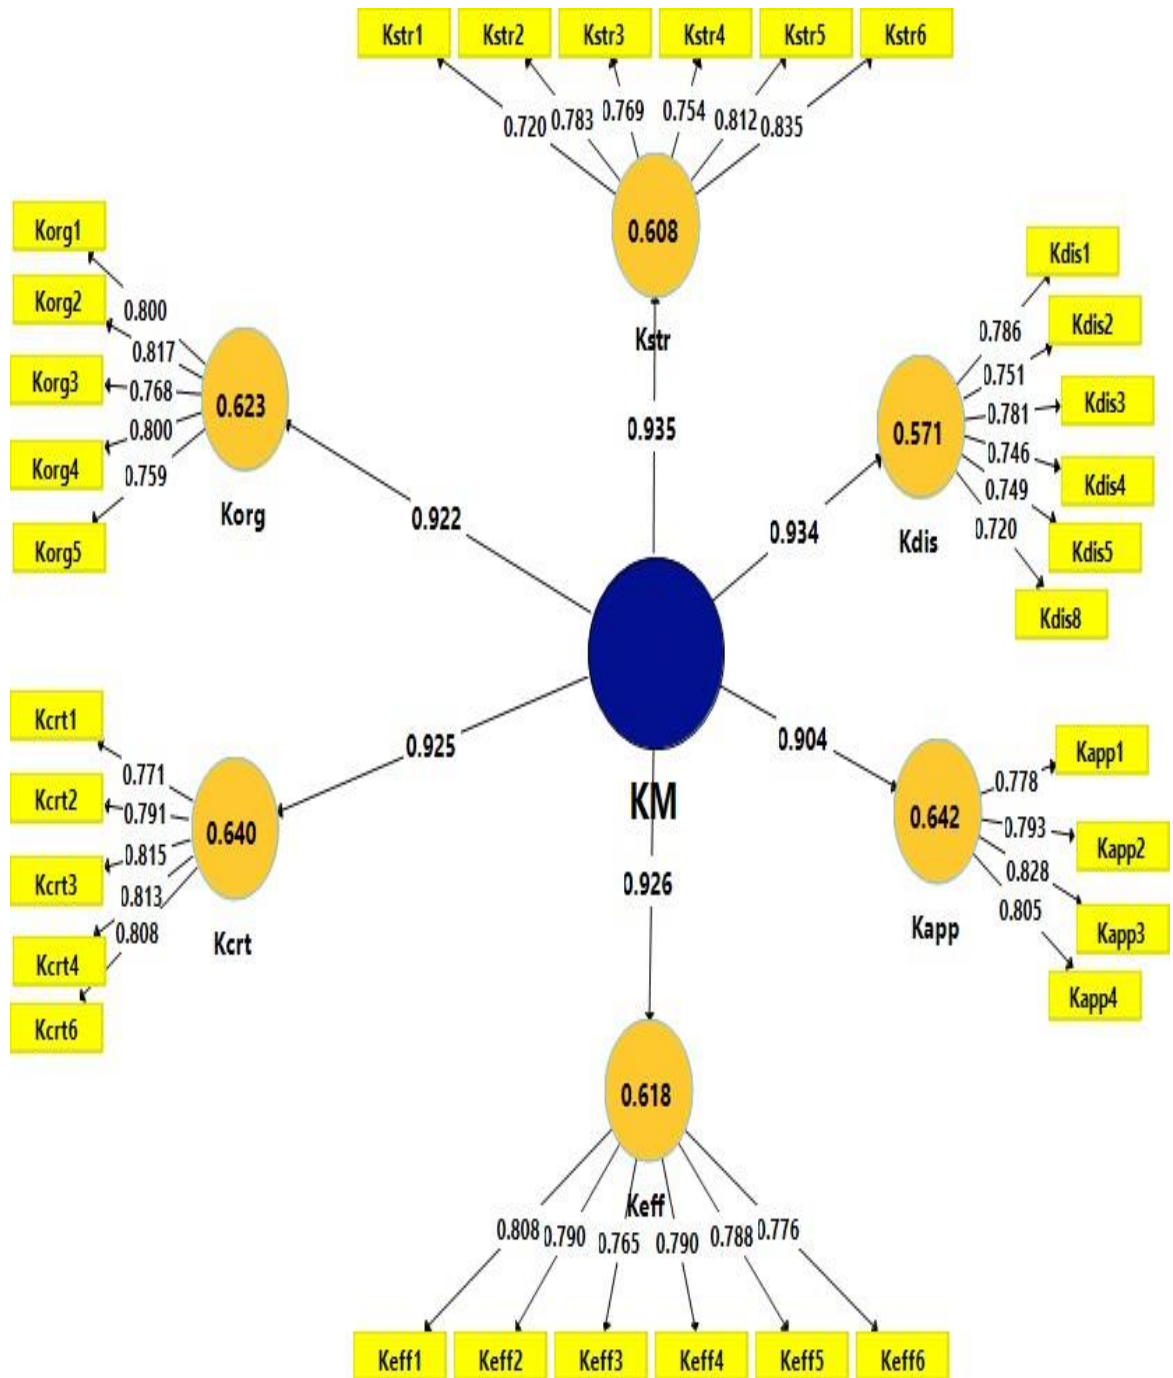 Kstr1 Kstr2 Kstr3 Kstr4 Kstr5 Kstr6
0.720 0.783 0.769 0.754 0.812 0.835
0.608
Kstr
0.935
Korg1
Korg2
Korg3
Korg4
Korg5
0.800
0.817
0.768
0.800
0.759
0.623
Korg
0.922
Kdis1
Kdis2
Kdis3
Kdis4
Kdis5
Kdis8
0.786
0.751
0.781
0.746
0.749
0.720
0.571
Kdis
0.934
KM
Kcrt1
Kcrt2
Kcrt3
Kcrt4
Kcrt6
0.771
0.791
0.815
0.813
0.808
0.640
Kcrt
0.925
Kapp1
Kapp2
Kapp3
Kapp4
0.778
0.793
0.828
0.805
0.642
Kapp
0.904
0.926
0.618
Keff
0.808 0.790 0.765 0.790 0.788 0.776
Keff1 Keff2 Keff3 Keff4 Keff5 Keff6